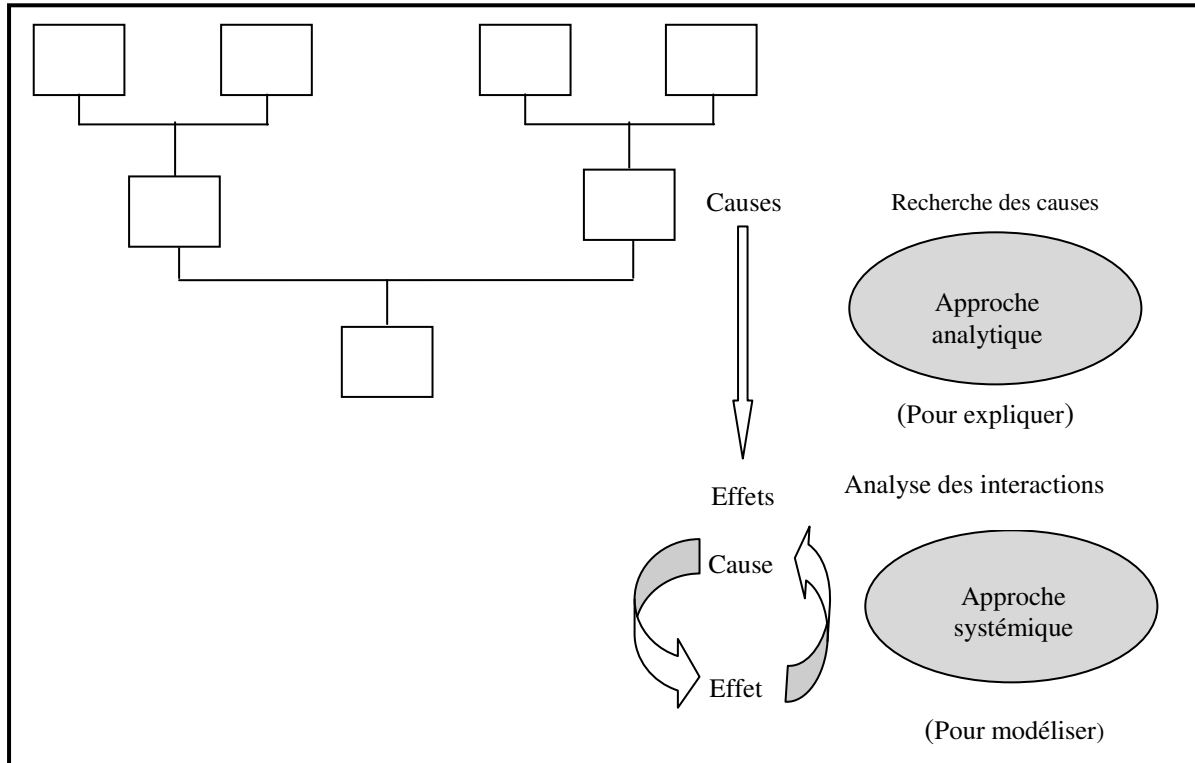 Causes
Recherche des causes
Approche
analytique
(Pour expliquer)
Effets
Analyse des interactions
Cause
Approche
systémique
Effet
(Pour modéliser)